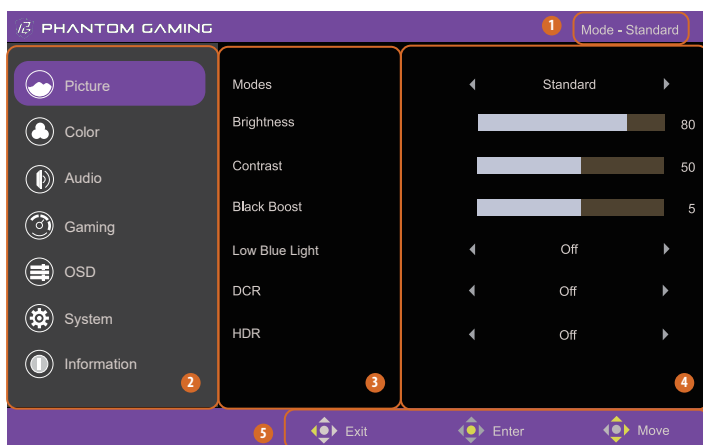 PHANTOM GAMING
1
Mode - Standard
Picture
Color
Audio
Gaming
OSD
System
Information
2
Modes
Brightness
Contrast
Black Boost
Low Blue Light
DCR
HDR
3
Standard
80
50
5
Off
Off
Off
4
5
Exit
Enter
Move